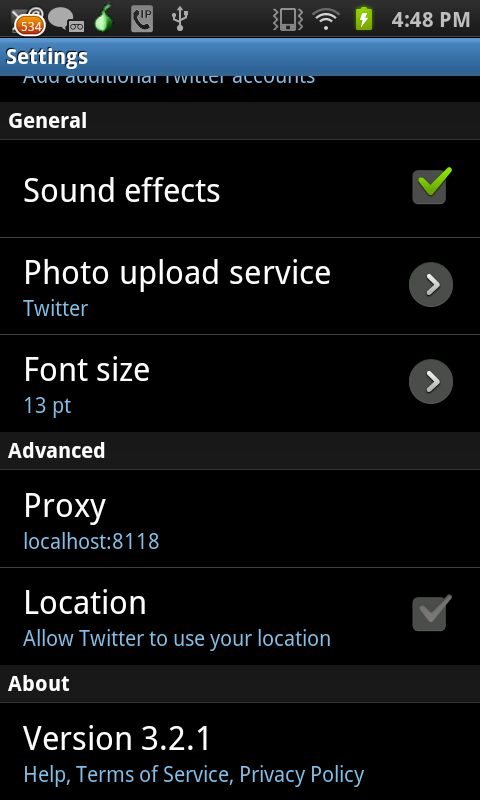 534
IP
4:48 PM
Settings
Add additional Twitter accounts
General
Sound effects
Photo upload service
Twitter
Font size
13 pt
Advanced
Proxy
localhost:8118
Location
Allow Twitter to use your location
About
Version 3.2.1
Help, Terms of Service, Privacy Policy